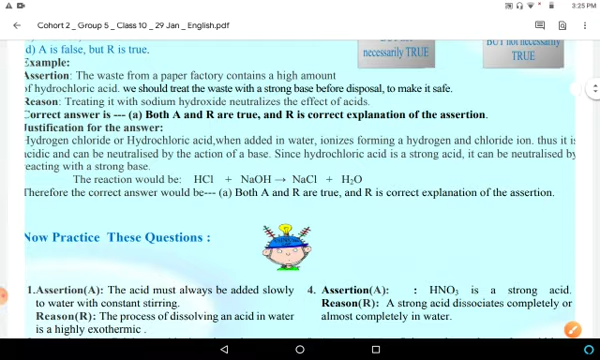 3:25 PM
Cohort 2 _ Group 5 _ Class 10 _ 29 Jan _ English.pdf
d) A is false, but R is true.
necessarily TRUE
BUT not necessarily
TRUE
Example:
Assertion: The waste from a paper factory contains a high amount
of hydrochloric acid. we should treat the waste with a strong base before disposal, to make it safe.
Reason: Treating it with sodium hydroxide neutralizes the effect of acids.
Correct answer is --- (a) Both A and R are true, and R is correct explanation of the assertion.
Justification for the answer:
Hydrogen chloride or Hydrochloric acid,when added in water, ionizes forming a hydrogen and chloride ion. thus it is
acidic and can be neutralised by the action of a base. Since hydrochloric acid is a strong acid, it can be neutralised by
reacting with a strong base.
The reaction would be: HCl + NaOH → NaCl + H₂O
Therefore the correct answer would be--- (a) Both A and R are true, and R is correct explanation of the assertion.
Now Practice These Questions :
1.Assertion(A): The acid must always be added slowly
to water with constant stirring.
Reason(R): The process of dissolving an acid in water
is a highly exothermic .
4. Assertion(A): : HNO₃ is a strong acid.
Reason(R): A strong acid dissociates completely or
almost completely in water.